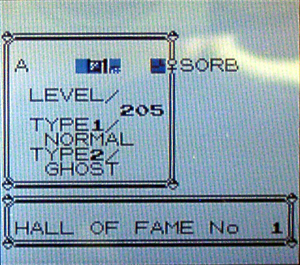 A ♀SORB
LEVEL/
205
TYPE1/
NORMAL
TYPE2/
GHOST
HALL OF FAME No 1